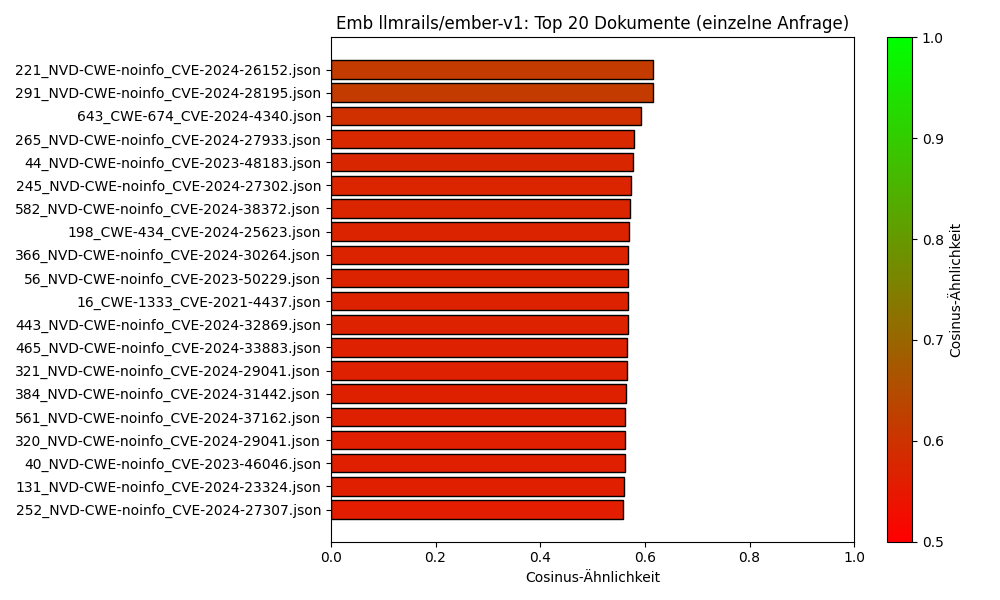 Emb llmrails/ember-v1: Top 20 Dokumente (einzelne Anfrage)
221_NVD-CWE-noinfo_CVE-2024-26152.json
291_NVD-CWE-noinfo_CVE-2024-28195.json
643_CWE-674_CVE-2024-4340.json
265_NVD-CWE-noinfo_CVE-2024-27933.json
44_NVD-CWE-noinfo_CVE-2023-48183.json
245_NVD-CWE-noinfo_CVE-2024-27302.json
582_NVD-CWE-noinfo_CVE-2024-38372.json
198_CWE-434_CVE-2024-25623.json
366_NVD-CWE-noinfo_CVE-2024-30264.json
56_NVD-CWE-noinfo_CVE-2023-50229.json
16_CWE-1333_CVE-2021-4437.json
443_NVD-CWE-noinfo_CVE-2024-32869.json
465_NVD-CWE-noinfo_CVE-2024-33883.json
321_NVD-CWE-noinfo_CVE-2024-29041.json
384_NVD-CWE-noinfo_CVE-2024-31442.json
561_NVD-CWE-noinfo_CVE-2024-37162.json
320_NVD-CWE-noinfo_CVE-2024-29041.json
40_NVD-CWE-noinfo_CVE-2023-46046.json
131_NVD-CWE-noinfo_CVE-2024-23324.json
252_NVD-CWE-noinfo_CVE-2024-27307.json
0.0 0.2 0.4 0.6 0.8 1.0
Cosinus-Ähnlichkeit
1.0
0.9
0.8
0.7
0.6
0.5
Cosinus-Ähnlichkeit